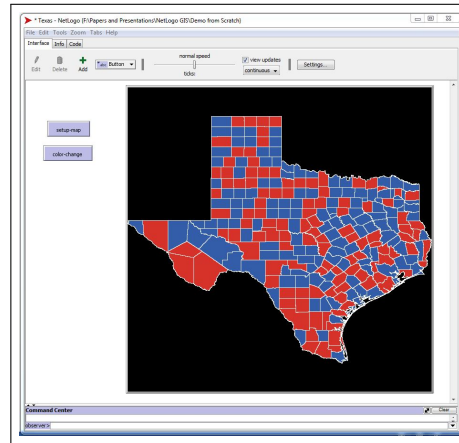 * Texas - NetLogo {F:\Papers and Presentations\NetLogo GIS\Demo from Scratch}
File Edit Tools Zoom Tabs Help
Interface Info Code
Edit Delete Add abc Button normal speed ticks: view updates continuous Settings...
setup-map
color-change
Command Center Clear
observer>